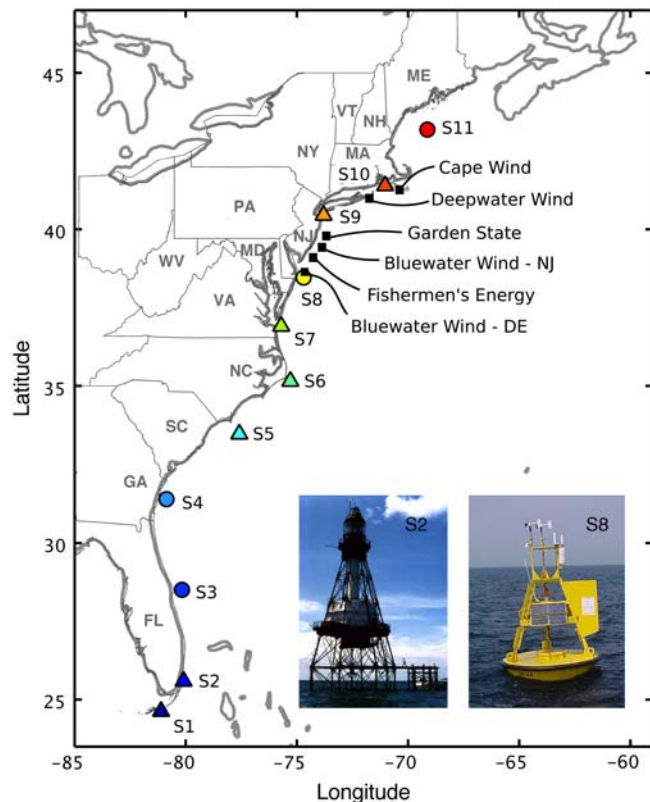 45
40
35
30
25
Latitude
−85
−80
−75
−70
−65
−60
Longitude
ME
VT
NH
NY
MA
PA
NJ
MD
WV
VA
NC
SC
GA
FL
S11
S10
S9
S8
S7
S6
S5
S4
S3
S2
S1
Cape Wind
Deepwater Wind
Garden State
Bluewater Wind - NJ
Fishermen's Energy
Bluewater Wind - DE
S2
S8